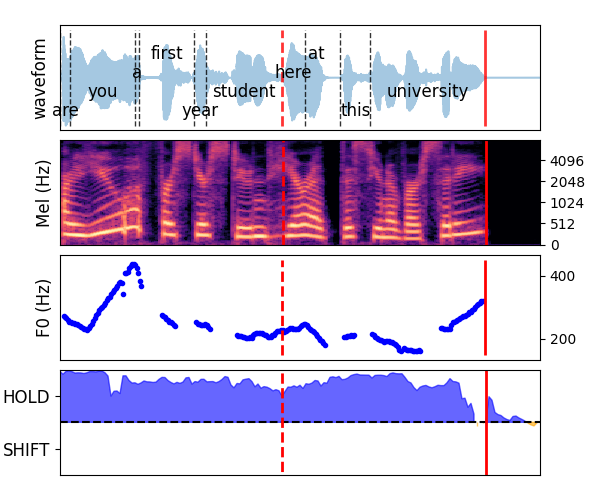 waveform
are
you
a
first
year
student
here
at
this
university
Mel (Hz)
4096
2048
1024
512
0
F0 (Hz)
400
200
HOLD
SHIFT